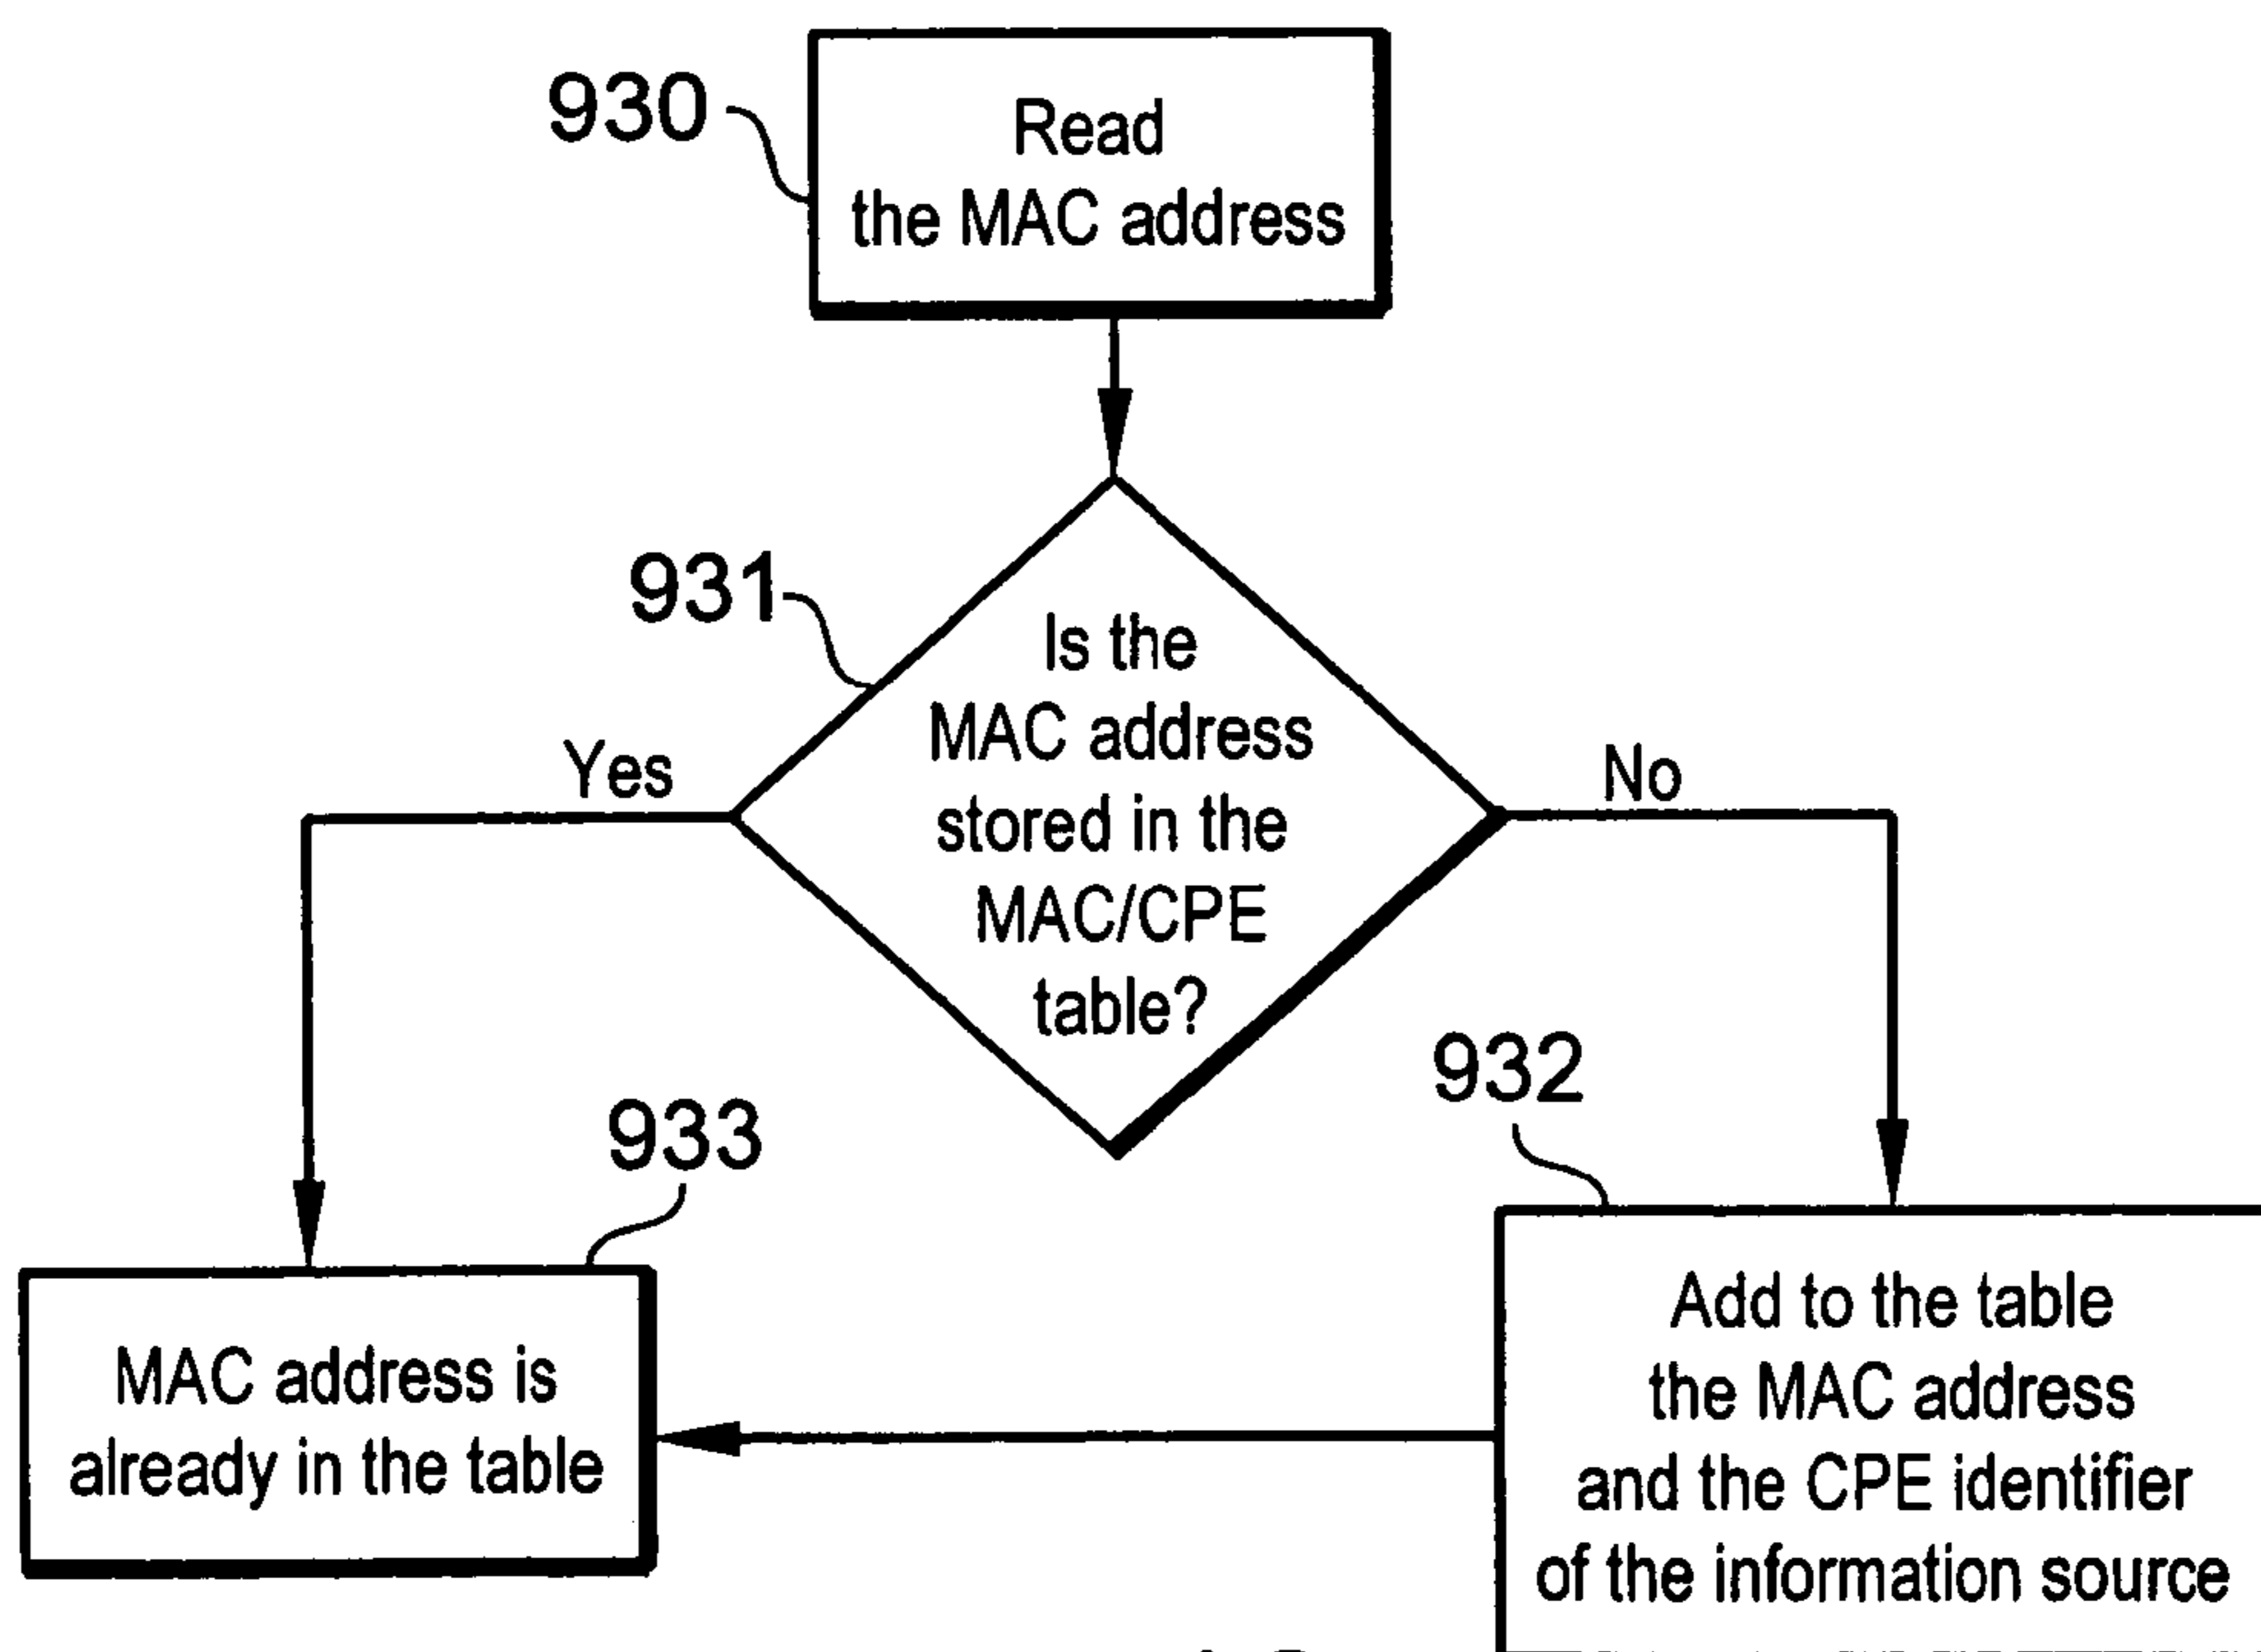 930
Read
the MAC address
931
Is the
MAC address
stored in the
MAC/CPE
table?
Yes
No
933
932
MAC address is
already in the table
Add to the table
the MAC address
and the CPE identifier
of the information source